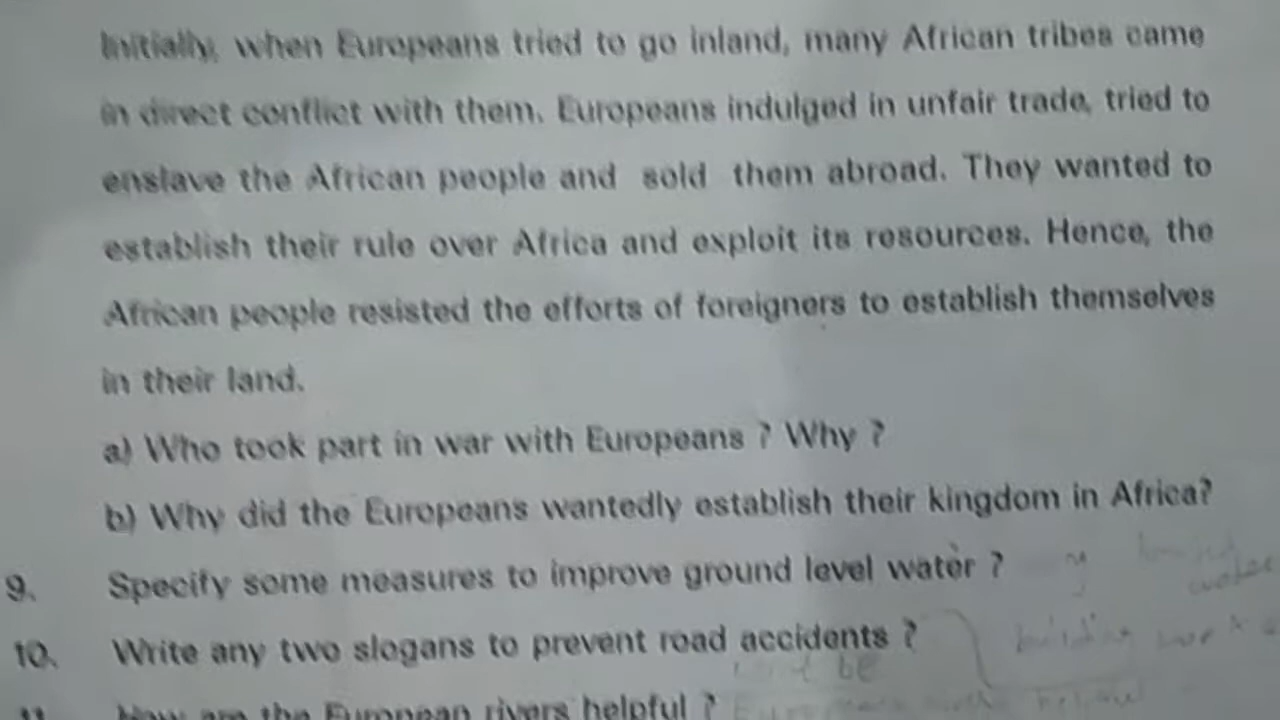 Initially, when Europeans tried to go inland, many African tribes came
in direct conflict with them. Europeans indulged in unfair trade, tried to
enslave the African people and sold them abroad. They wanted to
establish their rule over Africa and exploit its resources. Hence, the
African people resisted the efforts of foreigners to establish themselves
in their land.
a) Who took part in war with Europeans ? Why ?
b) Why did the Europeans wantedly establish their kingdom in Africa?
9. Specify some measures to improve ground level water ?
water
10. Write any two slogans to prevent road accidents ?
building
be
11. How are the European rivers helpful ?